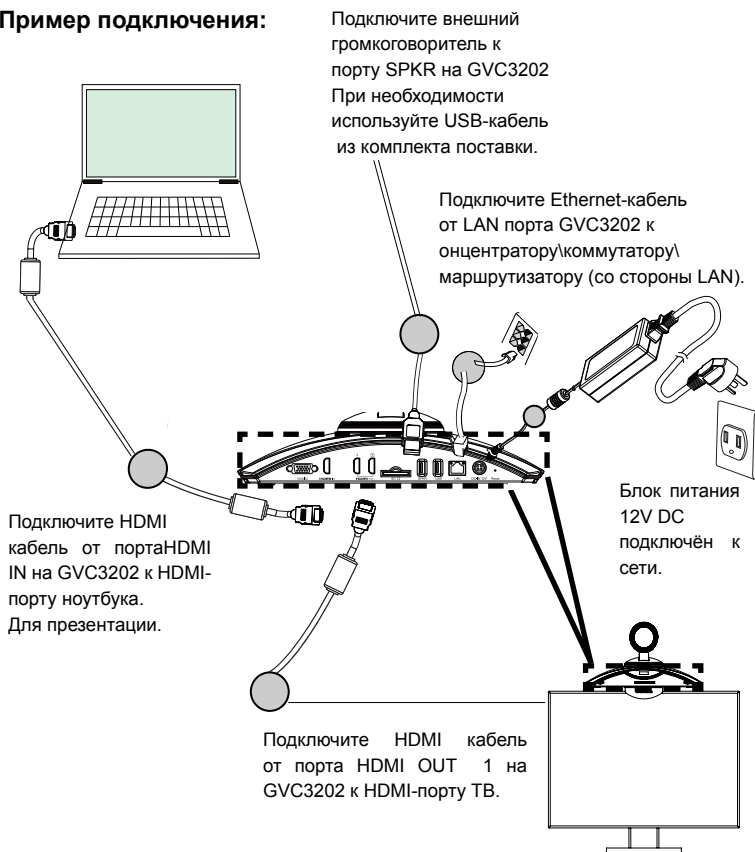 Пример подключения:
Подключите внешний
громкоговоритель к
порту SPKR на GVC3202
При необходимости
используйте USB-кабель
из комплекта поставки.
Подключите Ethernet-кабель
от LAN порта GVC3202 к
онцентратору\коммутатору\
маршрутизатору (со стороны LAN).
Блок питания
12V DC
подключён к
сети.
Подключите HDMI
кабель от портаHDMI
IN на GVC3202 к HDMI-
порту ноутбука.
Для презентации.
Подключите HDMI кабель
от порта HDMI OUT 1 на
GVC3202 к HDMI-порту ТВ.